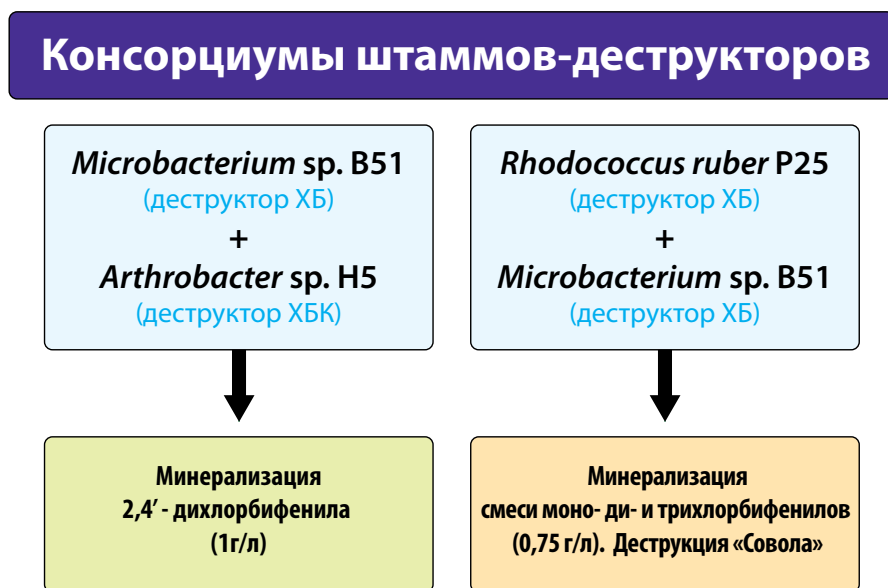 Консорциумы штаммов-деструкторов
Microbacterium sp. B51
(деструктор ХБ)
+
Arthrobacter sp. H5
(деструктор ХБК)
Rhodococcus ruber P25
(деструктор ХБ)
+
Microbacterium sp. B51
(деструктор ХБ)
Минерализация
2,4′ - дихлорбифенила
(1г/л)
Минерализация
смеси моно- ди- и трихлорбифенилов
(0,75 г/л). Деструкция «Совола»